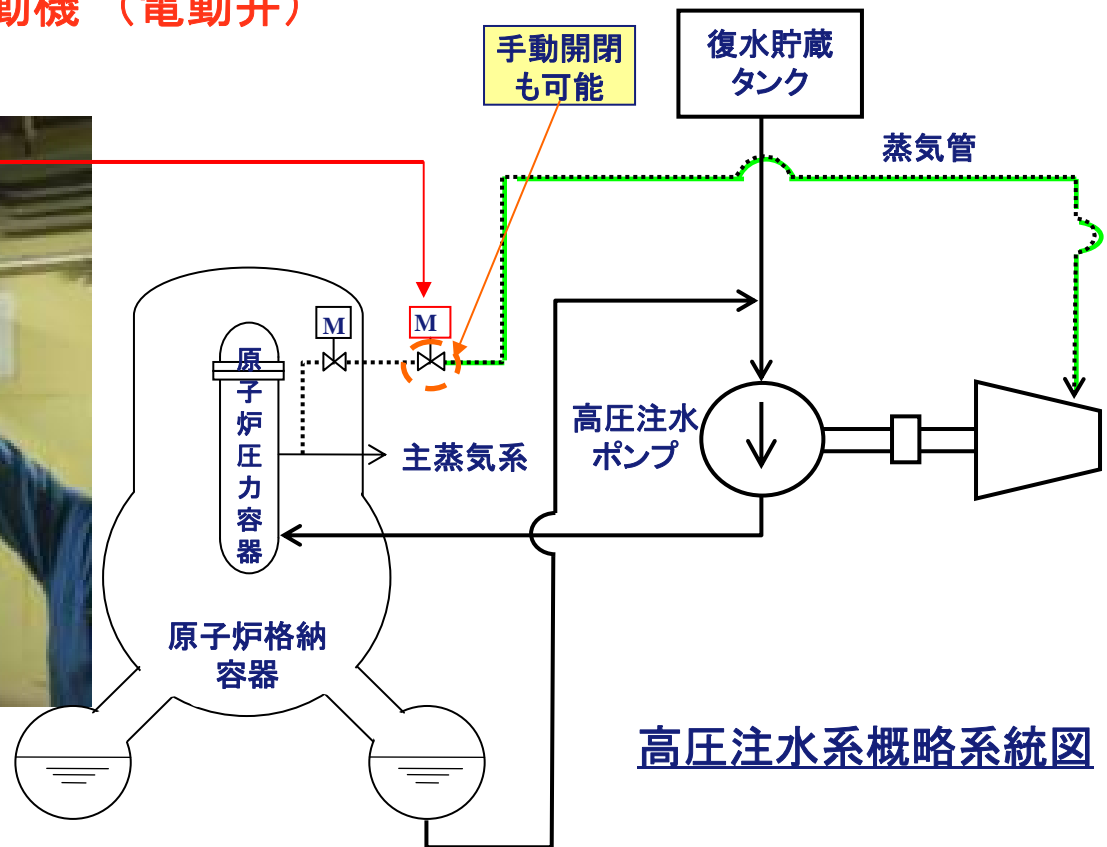 動機 （電動弁）
手動開閉
も可能
復水貯蔵
タンク
蒸気管
M
M
原
子
炉
圧
力
容
器
主蒸気系
高圧注水
ポンプ
原子炉格納
容器
高圧注水系概略系統図